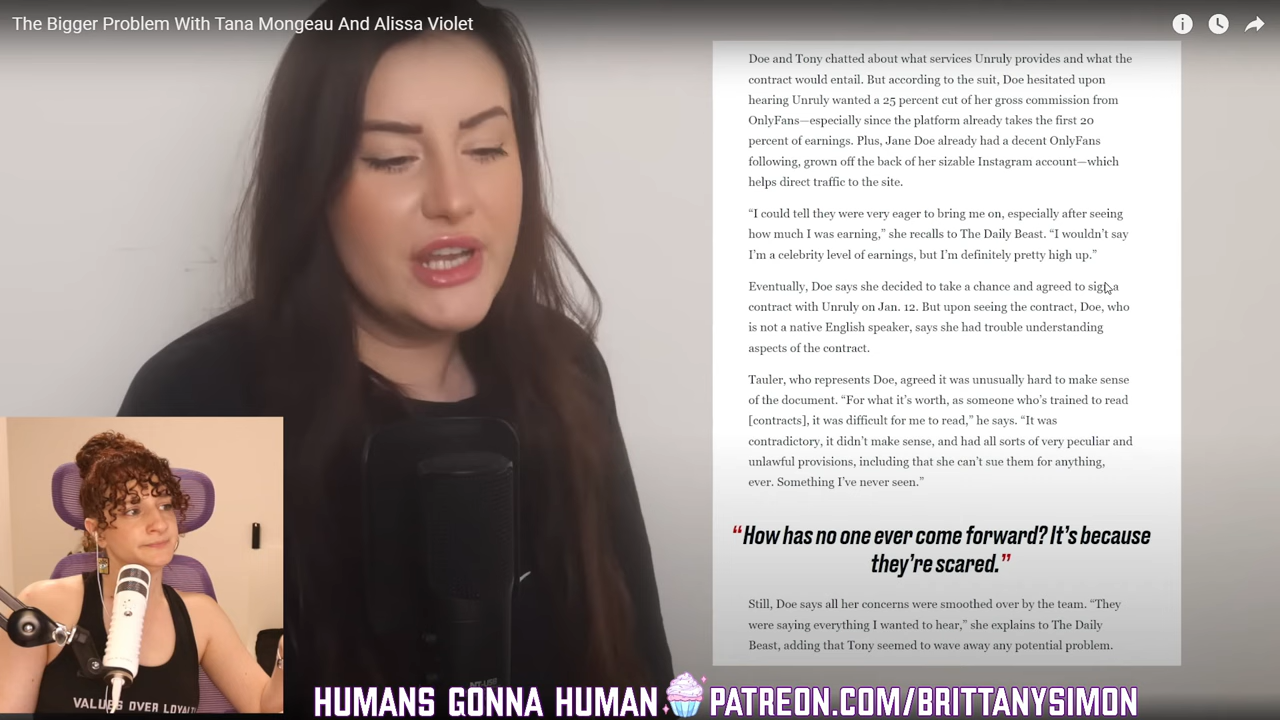 The Bigger Problem With Tana Mongeau And Alissa Violet
Doe and Tony chatted about what services Unruly provides and what the
contract would entail. But according to the suit, Doe hesitated upon
hearing Unruly wanted a 25 percent cut of her gross commission from
OnlyFans—especially since the platform already takes the first 20
percent of earnings. Plus, Jane Doe already had a decent OnlyFans
following, grown off the back of her sizable Instagram account—which
helps direct traffic to the site.
“I could tell they were very eager to bring me on, especially after seeing
how much I was earning,” she recalls to The Daily Beast. “I wouldn’t say
I’m a celebrity level of earnings, but I’m definitely pretty high up.”
Eventually, Doe says she decided to take a chance and agreed to sign a
contract with Unruly on Jan. 12. But upon seeing the contract, Doe, who
is not a native English speaker, says she had trouble understanding
aspects of the contract.
Tauler, who represents Doe, agreed it was unusually hard to make sense
of the document. “For what it’s worth, as someone who’s trained to read
[contracts], it was difficult for me to read,” he says. “It was
contradictory, it didn’t make sense, and had all sorts of very peculiar and
unlawful provisions, including that she can’t sue them for anything,
ever. Something I’ve never seen.”
“How has no one ever come forward? It’s because
they’re scared.”
Still, Doe says all her concerns were smoothed over by the team. “They
were saying everything I wanted to hear,” she explains to The Daily
Beast, adding that Tony seemed to wave away any potential problem.
VALUES OVER LOYALT
NT-USB
HUMANS GONNA HUMAN PATREON.COM/BRITTANYSIMON